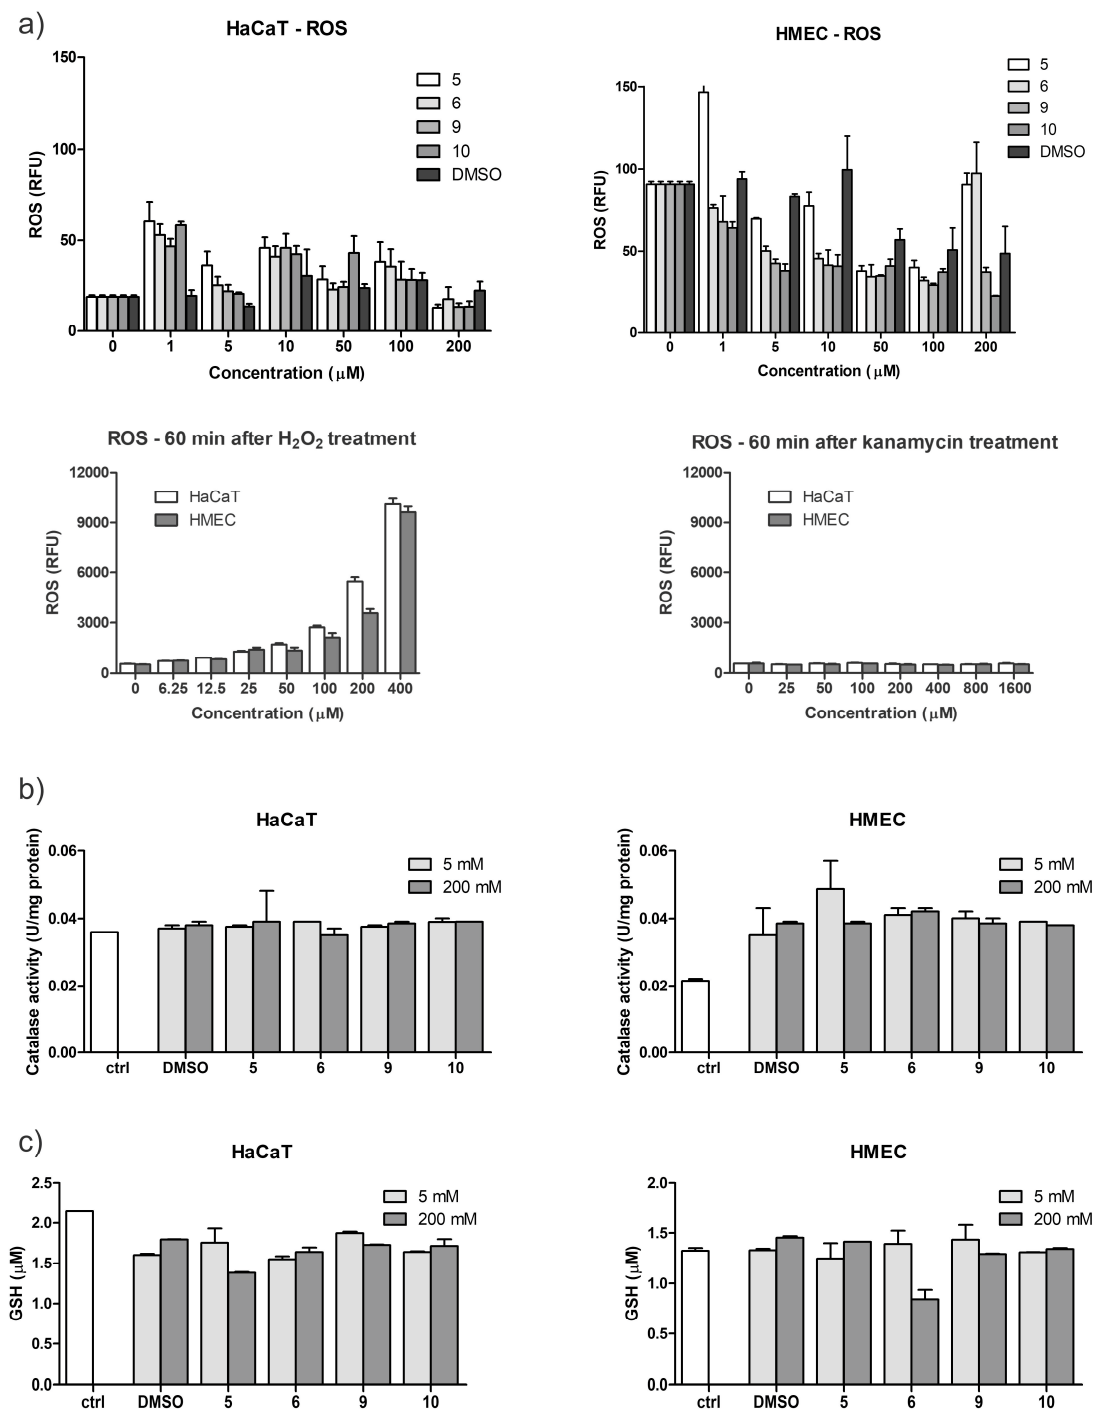 a)
HaCaT - ROS
150
100
50
0
ROS (RFU)
5
6
9
10
DMSO
0 1 5 10 50 100 200
Concentration (μM)
HMEC - ROS
150
100
50
0
ROS (RFU)
5
6
9
10
DMSO
0 1 5 10 50 100 200
Concentration (μM)
ROS - 60 min after H₂O₂ treatment
12000
9000
6000
3000
0
ROS (RFU)
HaCaT
HMEC
0 6.25 12.5 25 50 100 200 400
Concentration (μM)
ROS - 60 min after kanamycin treatment
12000
9000
6000
3000
0
ROS (RFU)
HaCaT
HMEC
0 25 50 100 200 400 800 1600
Concentration (μM)
b)
HaCaT
0.06
0.04
0.02
0.00
Catalase activity (U/mg protein)
5 mM
200 mM
ctrl DMSO 5 6 9 10
HMEC
0.06
0.04
0.02
0.00
Catalase activity (U/mg protein)
5 mM
200 mM
ctrl DMSO 5 6 9 10
c)
HaCaT
2.5
2.0
1.5
1.0
0.5
0.0
GSH (μM)
5 mM
200 mM
ctrl DMSO 5 6 9 10
HMEC
2.0
1.5
1.0
0.5
0.0
GSH (μM)
5 mM
200 mM
ctrl DMSO 5 6 9 10